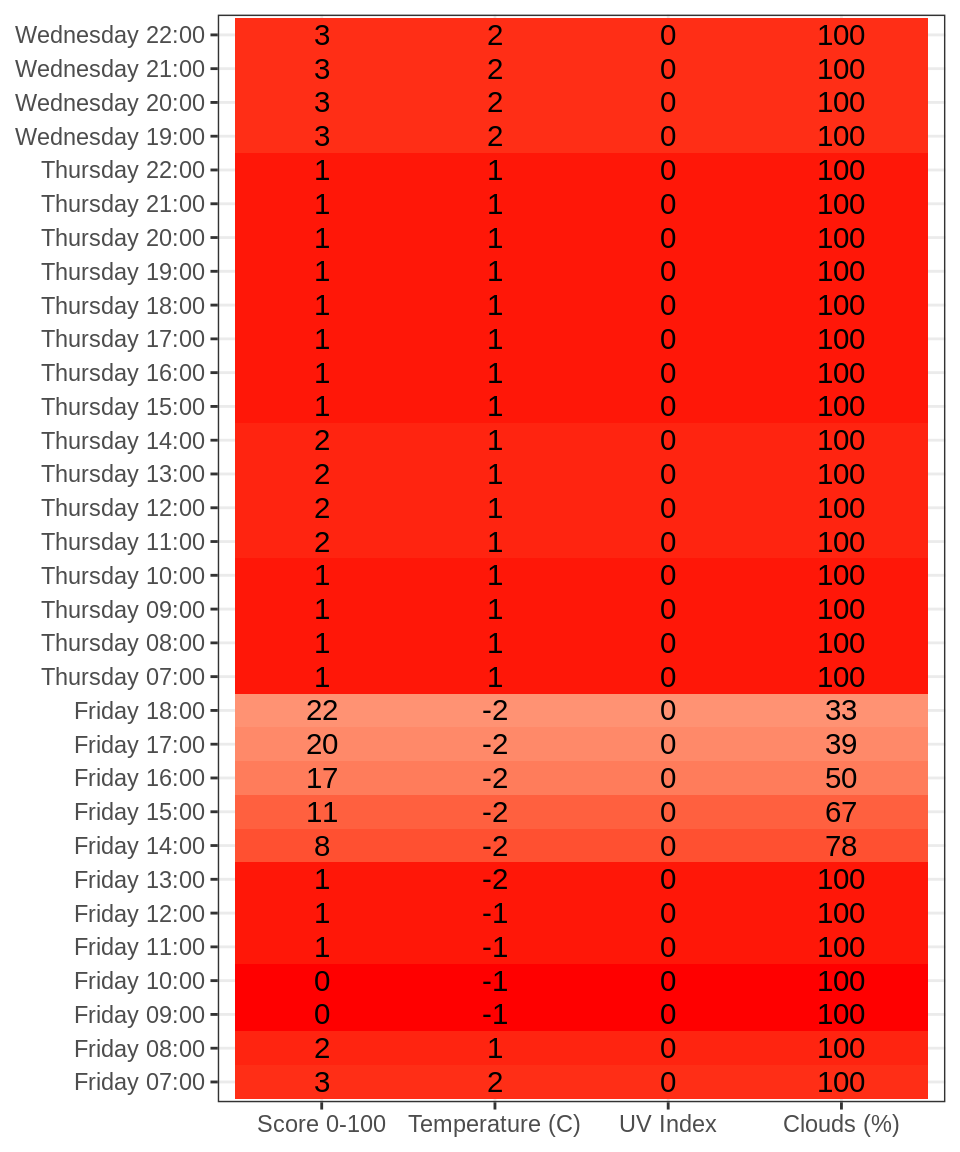 Wednesday 22:00 3 2 0 100
Wednesday 21:00 3 2 0 100
Wednesday 20:00 3 2 0 100
Wednesday 19:00 3 2 0 100
Thursday 22:00 1 1 0 100
Thursday 21:00 1 1 0 100
Thursday 20:00 1 1 0 100
Thursday 19:00 1 1 0 100
Thursday 18:00 1 1 0 100
Thursday 17:00 1 1 0 100
Thursday 16:00 1 1 0 100
Thursday 15:00 1 1 0 100
Thursday 14:00 2 1 0 100
Thursday 13:00 2 1 0 100
Thursday 12:00 2 1 0 100
Thursday 11:00 2 1 0 100
Thursday 10:00 1 1 0 100
Thursday 09:00 1 1 0 100
Thursday 08:00 1 1 0 100
Thursday 07:00 1 1 0 100
Friday 18:00 22 -2 0 33
Friday 17:00 20 -2 0 39
Friday 16:00 17 -2 0 50
Friday 15:00 11 -2 0 67
Friday 14:00 8 -2 0 78
Friday 13:00 1 -2 0 100
Friday 12:00 1 -1 0 100
Friday 11:00 1 -1 0 100
Friday 10:00 0 -1 0 100
Friday 09:00 0 -1 0 100
Friday 08:00 2 1 0 100
Friday 07:00 3 2 0 100
Score 0-100 Temperature (C) UV Index Clouds (%)